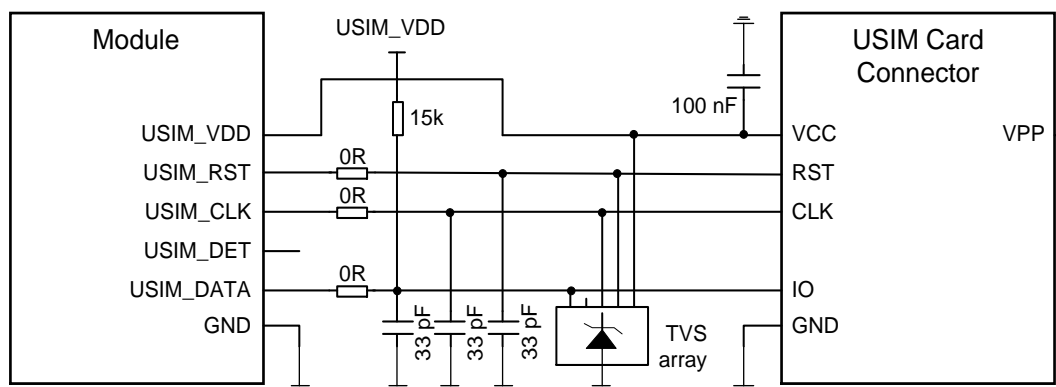 Module
USIM_VDD
USIM Card
Connector
15k
100 nF
USIM_VDD
VCC
VPP
0R
USIM_RST
RST
0R
USIM_CLK
CLK
USIM_DET
0R
USIM_DATA
IO
GND
33 pF
33 pF
33 pF
TVS
array
GND